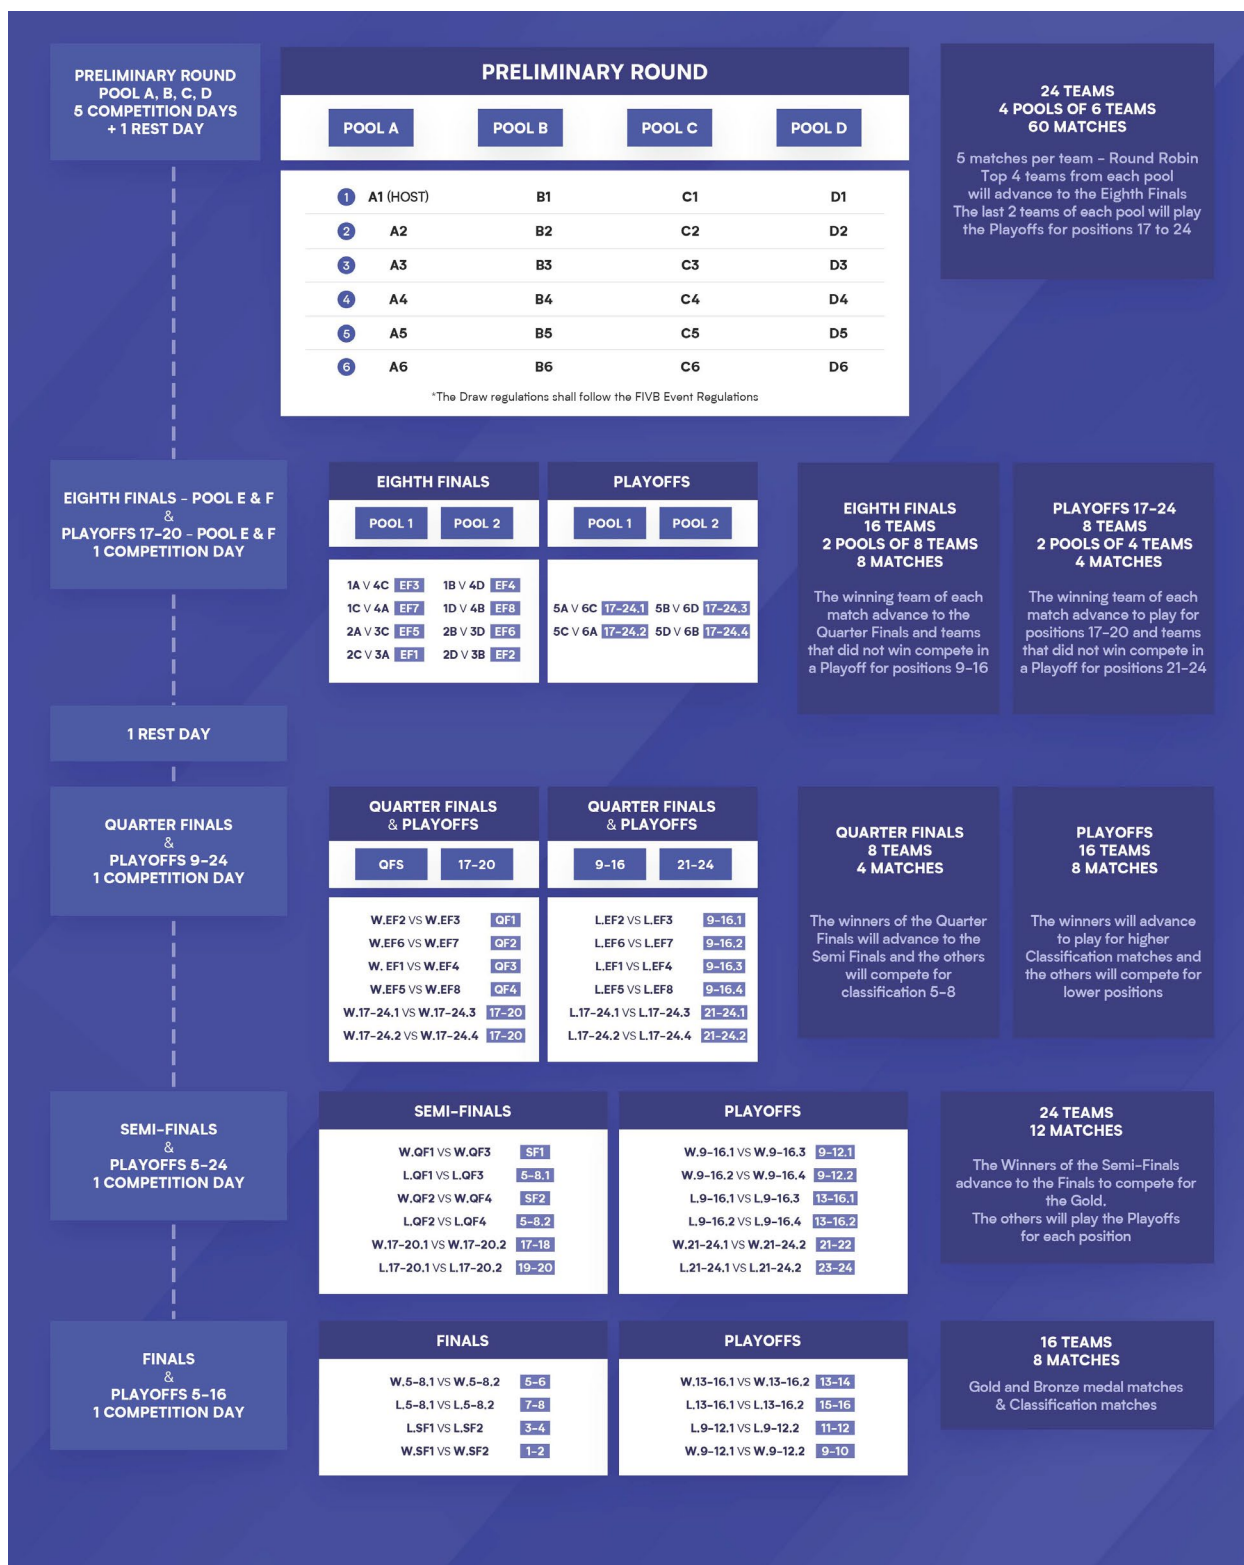 PRELIMINARY ROUND
POOL A, B, C, D
5 COMPETITION DAYS
+ 1 REST DAY
PRELIMINARY ROUND
POOL A POOL B POOL C POOL D
1 A1 (HOST) B1 C1 D1
2 A2 B2 C2 D2
3 A3 B3 C3 D3
4 A4 B4 C4 D4
5 A5 B5 C5 D5
6 A6 B6 C6 D6
*The Draw regulations shall follow the FIVB Event Regulations
24 TEAMS
4 POOLS OF 6 TEAMS
60 MATCHES
5 matches per team - Round Robin
Top 4 teams from each pool
will advance to the Eighth Finals
The last 2 teams of each pool will play
the Playoffs for positions 17 to 24
EIGHTH FINALS - POOL E & F
&
PLAYOFFS 17-20 - POOL E & F
1 COMPETITION DAY
EIGHTH FINALS
POOL 1 POOL 2
1A V 4C EF3 1B V 4D EF4
1C V 4A EF7 1D V 4B EF8
2A V 3C EF5 2B V 3D EF6
2C V 3A EF1 2D V 3B EF2
PLAYOFFS
POOL 1 POOL 2
5A V 6C 17-24.1 5B V 6D 17-24.3
5C V 6A 17-24.2 5D V 6B 17-24.4
EIGHTH FINALS
16 TEAMS
2 POOLS OF 8 TEAMS
8 MATCHES
The winning team of each
match advance to the
Quarter Finals and teams
that did not win compete in
a Playoff for positions 9-16
PLAYOFFS 17-24
8 TEAMS
2 POOLS OF 4 TEAMS
4 MATCHES
The winning team of each
match advance to play for
positions 17-20 and teams
that did not win compete in
a Playoff for positions 21-24
1 REST DAY
QUARTER FINALS
&
PLAYOFFS 9-24
1 COMPETITION DAY
QUARTER FINALS
& PLAYOFFS
QFS 17-20
W.EF2 VS W.EF3 QF1
W.EF6 VS W.EF7 QF2
W. EF1 VS W.EF4 QF3
W.EF5 VS W.EF8 QF4
W.17-24.1 VS W.17-24.3 17-20
W.17-24.2 VS W.17-24.4 17-20
QUARTER FINALS
& PLAYOFFS
9-16 21-24
L.EF2 VS L.EF3 9-16.1
L.EF6 VS L.EF7 9-16.2
L.EF1 VS L.EF4 9-16.3
L.EF5 VS L.EF8 9-16.4
L.17-24.1 VS L.17-24.3 21-24.1
L.17-24.2 VS L.17-24.4 21-24.2
QUARTER FINALS
8 TEAMS
4 MATCHES
The winners of the Quarter
Finals will advance to the
Semi Finals and the others
will compete for
classification 5-8
PLAYOFFS
16 TEAMS
8 MATCHES
The winners will advance
to play for higher
Classification matches and
the others will compete for
lower positions
SEMI-FINALS
&
PLAYOFFS 5-24
1 COMPETITION DAY
SEMI-FINALS
W.QF1 VS W.QF3 SF1
L.QF1 VS L.QF3 5-8.1
W.QF2 VS W.QF4 SF2
L.QF2 VS L.QF4 5-8.2
W.17-20.1 VS W.17-20.2 17-18
L.17-20.1 VS L.17-20.2 19-20
PLAYOFFS
W.9-16.1 VS W.9-16.3 9-12.1
W.9-16.2 VS W.9-16.4 9-12.2
L.9-16.1 VS L.9-16.3 13-16.1
L.9-16.2 VS L.9-16.4 13-16.2
W.21-24.1 VS W.21-24.2 21-22
L.21-24.1 VS L.21-24.2 23-24
24 TEAMS
12 MATCHES
The Winners of the Semi-Finals
advance to the Finals to compete for
the Gold.
The others will play the Playoffs
for each position
FINALS
&
PLAYOFFS 5-16
1 COMPETITION DAY
FINALS
W.5-8.1 VS W.5-8.2 5-6
L.5-8.1 VS L.5-8.2 7-8
L.SF1 VS L.SF2 3-4
W.SF1 VS W.SF2 1-2
PLAYOFFS
W.13-16.1 VS W.13-16.2 13-14
L.13-16.1 VS L.13-16.2 15-16
L.9-12.1 VS L.9-12.2 11-12
W.9-12.1 VS W.9-12.2 9-10
16 TEAMS
8 MATCHES
Gold and Bronze medal matches
& Classification matches